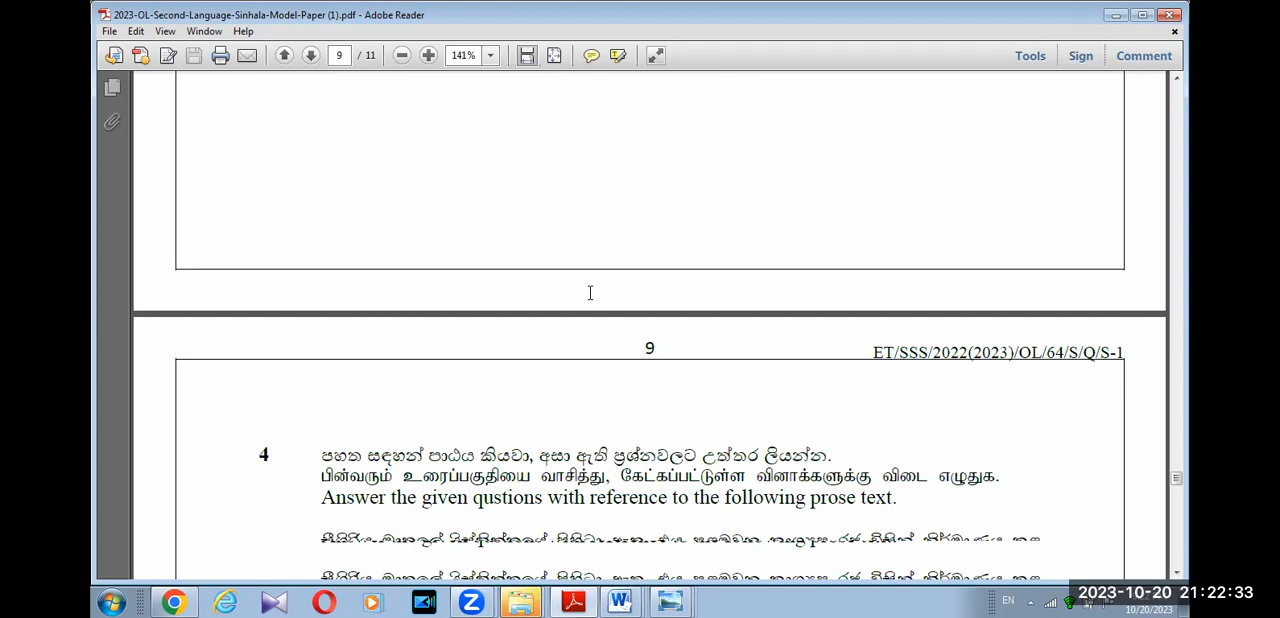 2023-OL-Second-Language-Sinhala-Model-Paper (1).pdf - Adobe Reader
File Edit View Window Help
9 / 11 141% Tools Sign Comment
9
ET/SSS/2022(2023)/OL/64/S/Q/S-1
4 පහත සඳහන් පාඨය කියවා, අසා ඇති ප්‍රශ්නවලට උත්තර ලියන්න.
பின்வரும் உரைப்பகுதியை வாசித்து, கேட்கப்பட்டுள்ள வினாக்களுக்கு விடை எழுதுக.
Answer the given qustions with reference to the following prose text.
EN
2023-10-20 21:22:33
10/20/2023